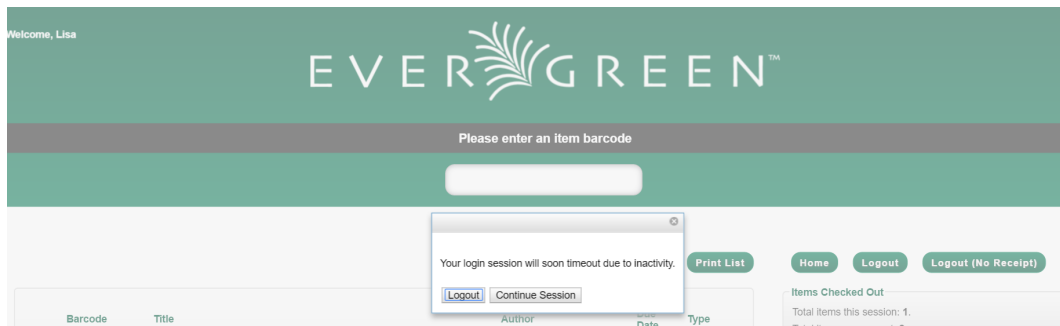 Welcome, Lisa
EVERGREEN™
Please enter an item barcode
Your login session will soon timeout due to inactivity.
Logout Continue Session
Print List Home Logout Logout (No Receipt)
Items Checked Out
Total items this session: 1.
Barcode Title Author Date Type